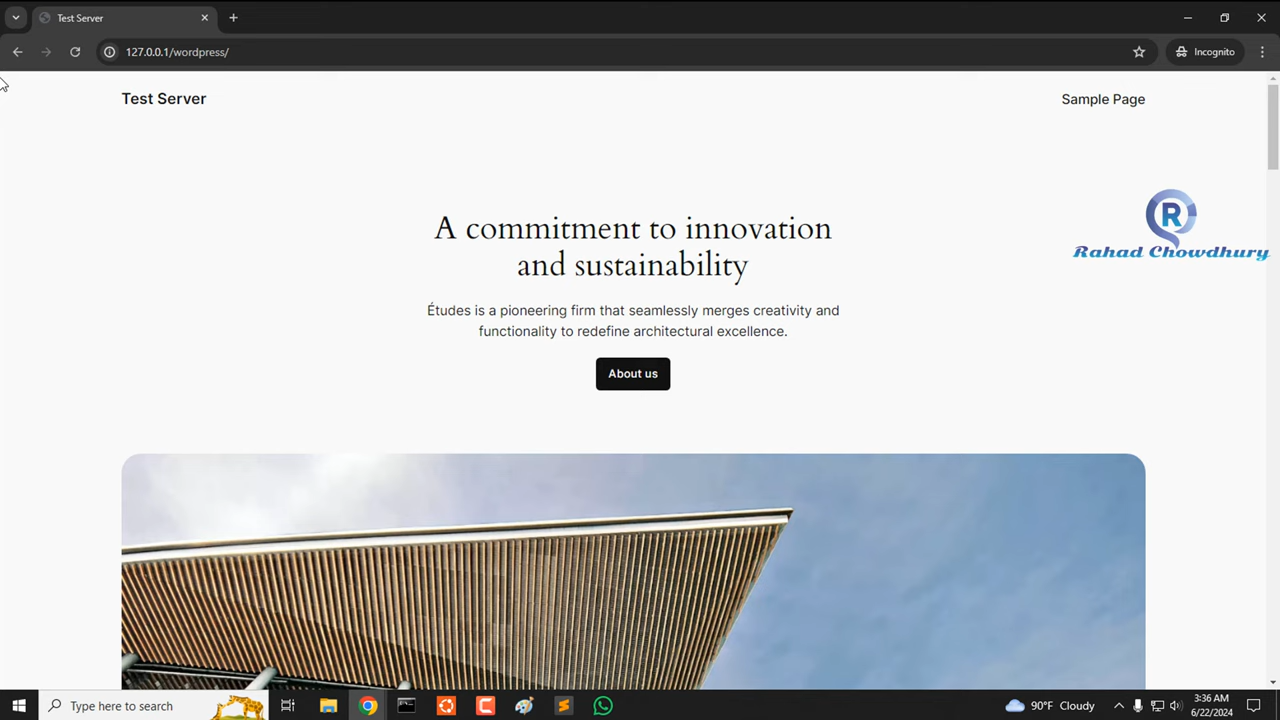 Test Server
127.0.0.1/wordpress/
Incognito
Test Server
Sample Page
A commitment to innovation
and sustainability
R
Rahad Chowdhury
Études is a pioneering firm that seamlessly merges creativity and
functionality to redefine architectural excellence.
About us
Type here to search
90°F Cloudy
3:36 AM
6/22/2024